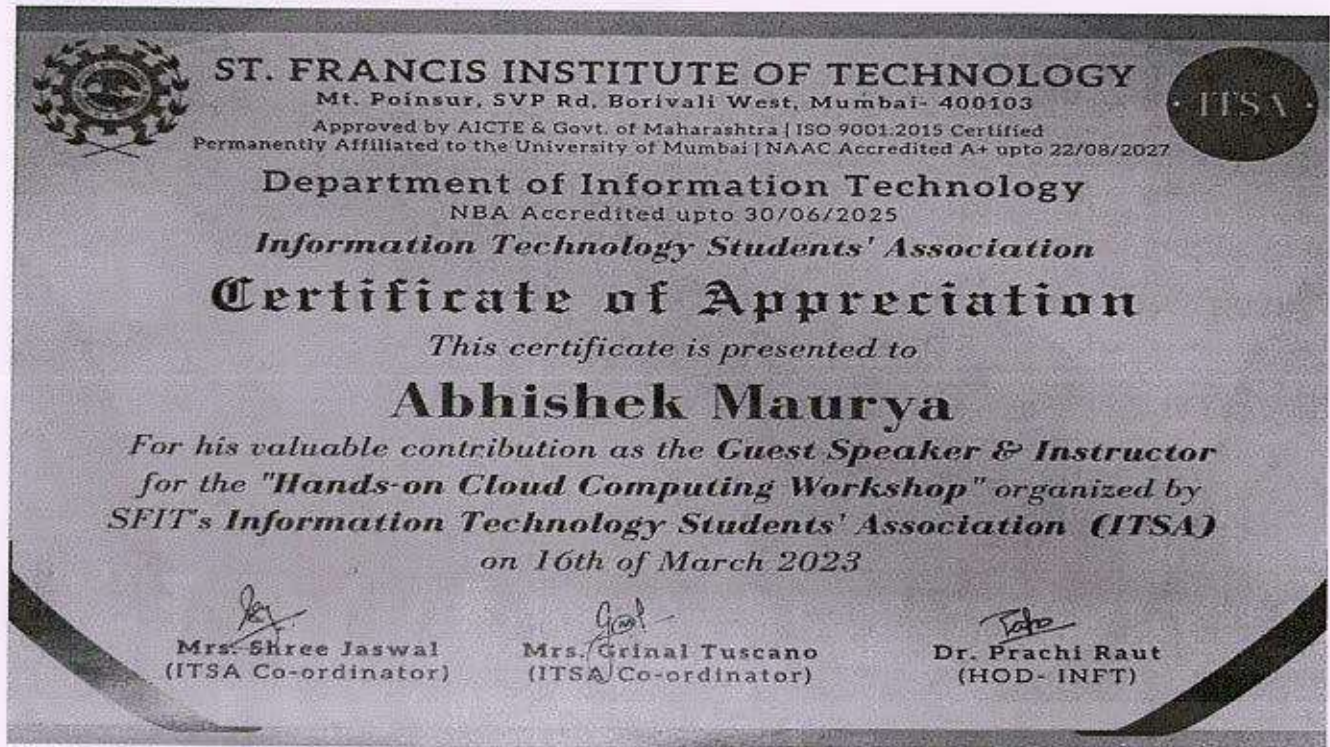 ST. FRANCIS INSTITUTE OF TECHNOLOGY
Mt. Poinsur, SVP Rd, Borivali West, Mumbai- 400103
Approved by AICTE & Govt. of Maharashtra | ISO 9001:2015 Certified
Permanently Affiliated to the University of Mumbai | NAAC Accredited A+ upto 22/08/2027
· ITSA ·
Department of Information Technology
NBA Accredited upto 30/06/2025
Information Technology Students' Association
Certificate of Appreciation
This certificate is presented to
Abhishek Maurya
For his valuable contribution as the Guest Speaker & Instructor
for the "Hands-on Cloud Computing Workshop" organized by
SFIT's Information Technology Students' Association (ITSA)
on 16th of March 2023
Mrs. Shree Jaswal
(ITSA Co-ordinator)
Mrs. Grinal Tuscano
(ITSA Co-ordinator)
Dr. Prachi Raut
(HOD- INFT)